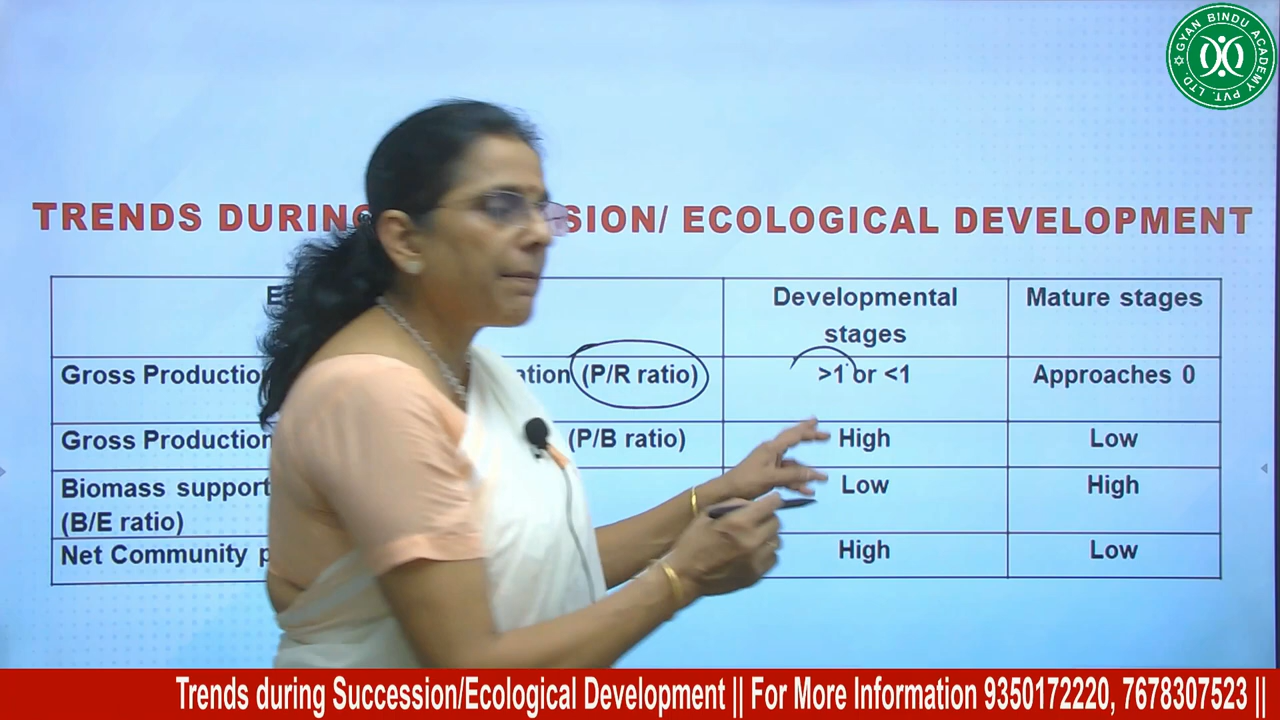 GYAN BINDU ACADEMY PVT. LTD.
TRENDS DURING SION/ ECOLOGICAL DEVELOPMENT
Developmental stages
Mature stages
Gross Productio ation (P/R ratio)
>1 or <1
Approaches 0
Gross Production (P/B ratio)
High
Low
Biomass support
(B/E ratio)
Low
High
Net Community p
High
Low
Trends during Succession/Ecological Development || For More Information 9350172220, 7678307523 ||